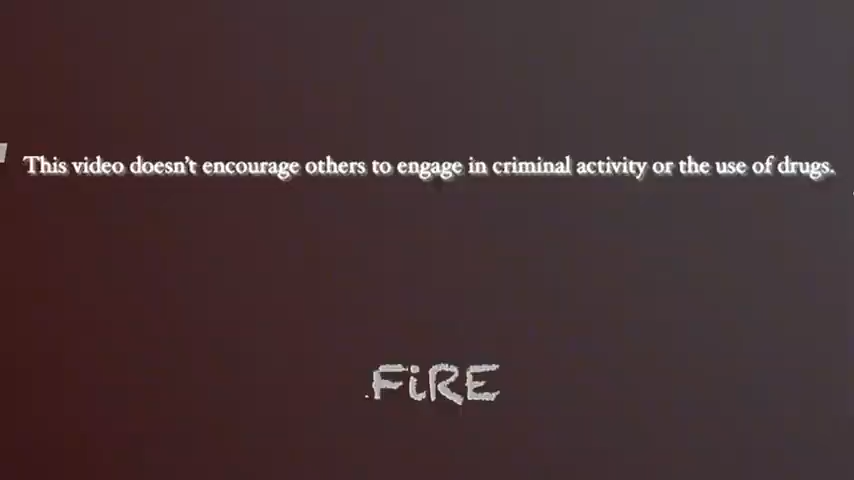 This video doesn't encourage others to engage in criminal activity or the use of drugs.
FiRE